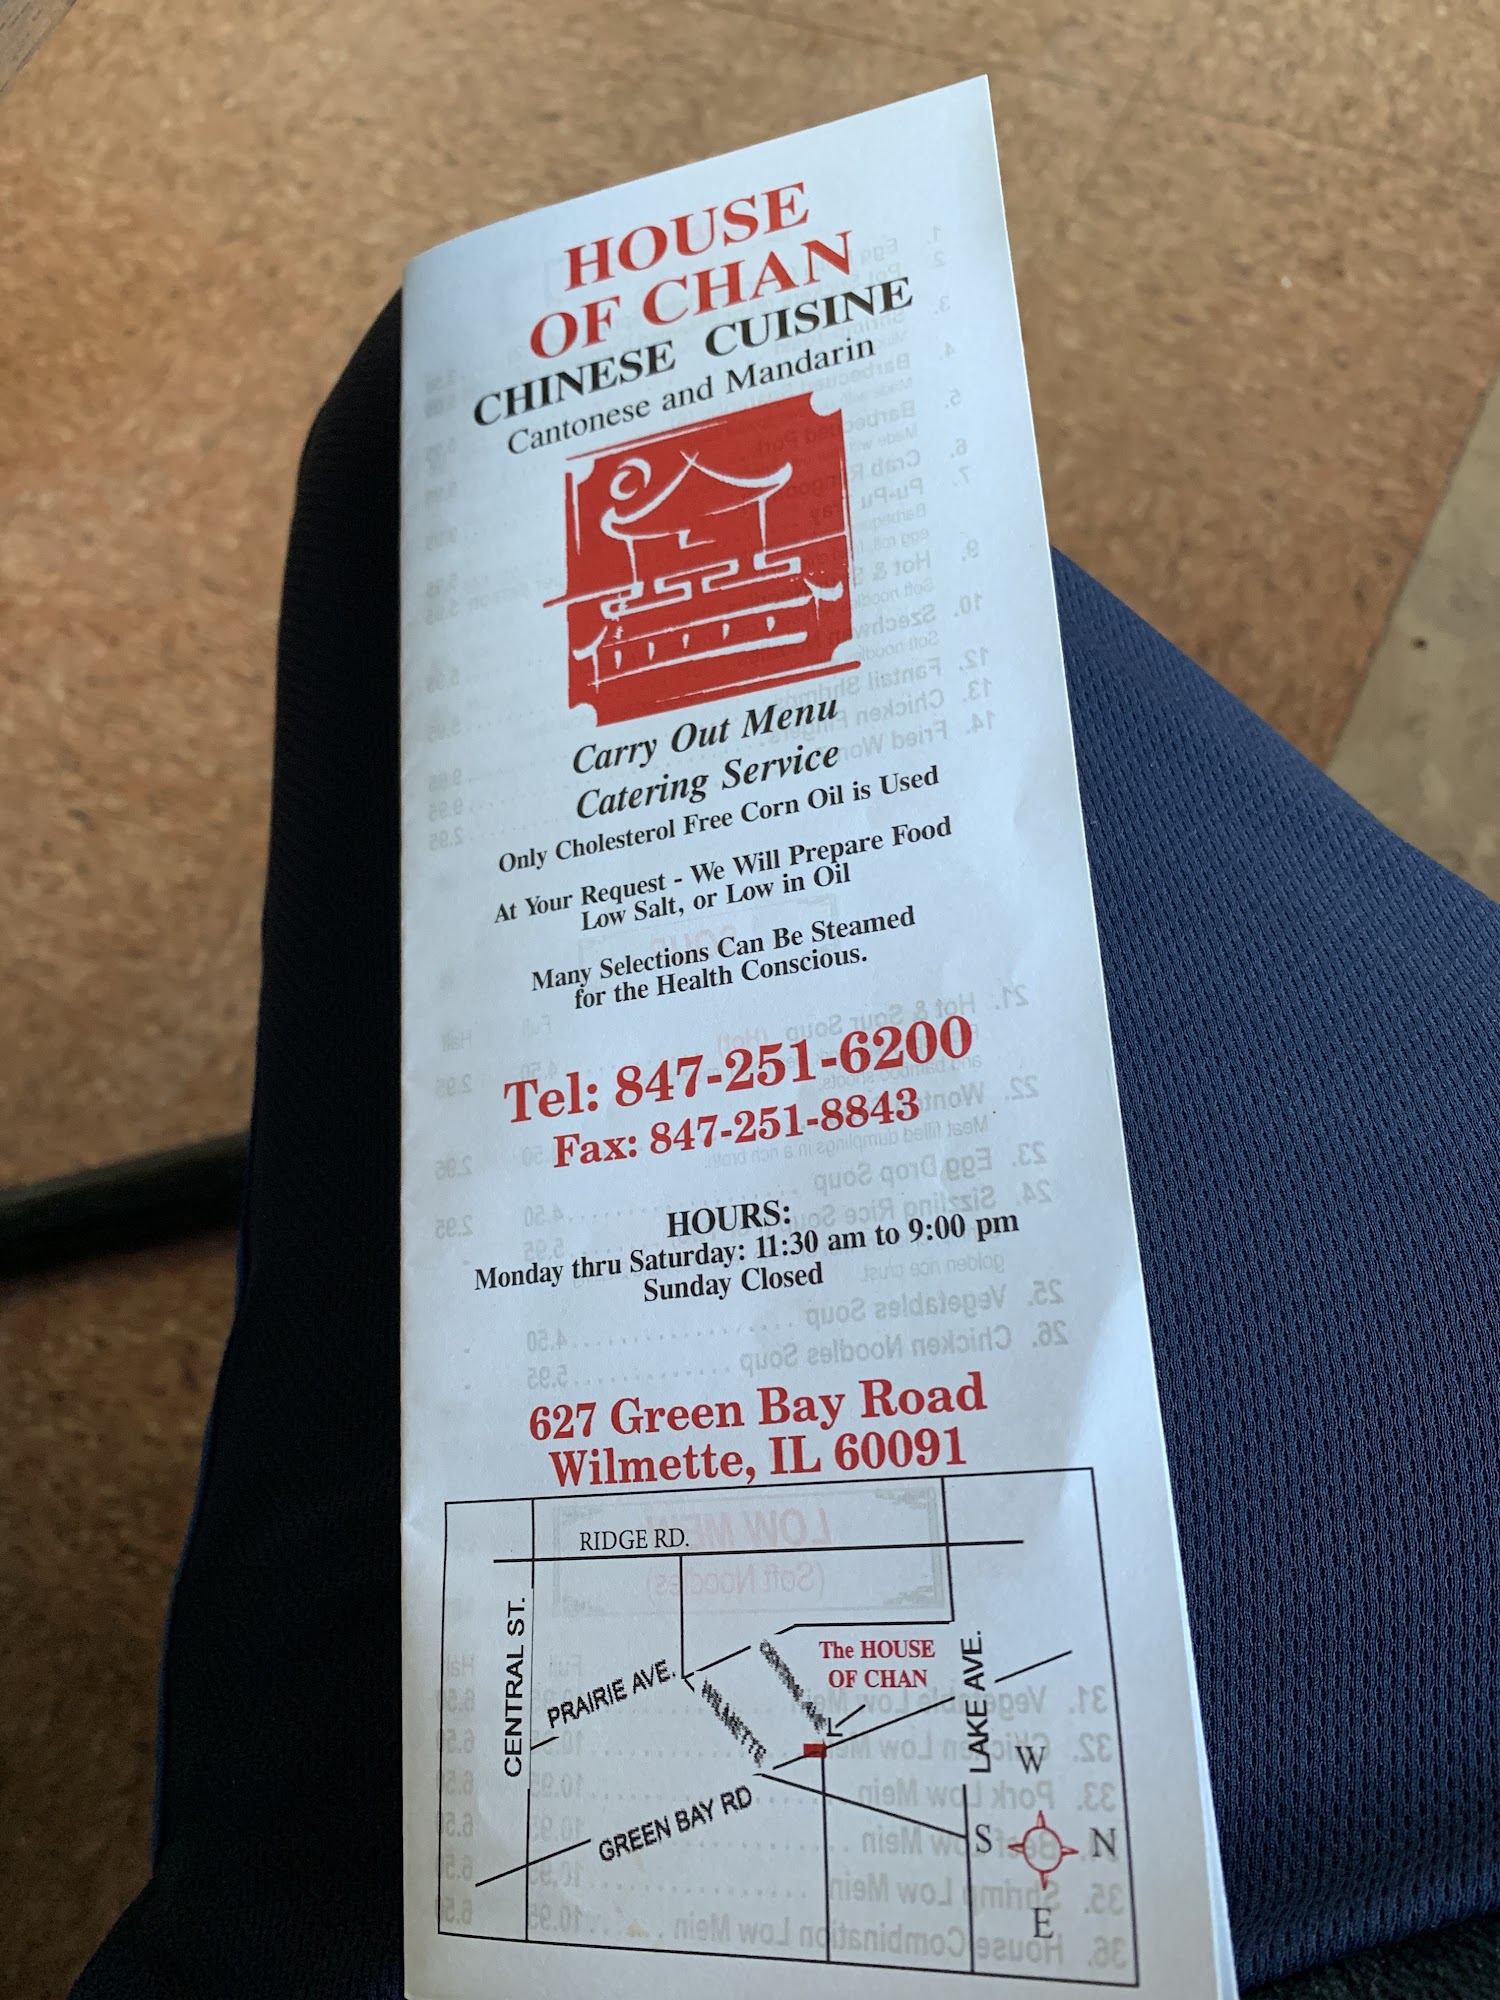 HOUSE
OF CHAN
CHINESE CUISINE
Cantonese and Mandarin
Carry Out Menu
Catering Service
Only Cholesterol Free Corn Oil is Used
At Your Request - We Will Prepare Food
Low Salt, or Low in Oil
Many Selections Can Be Steamed
for the Health Conscious.
Tel: 847-251-6200
Fax: 847-251-8843
HOURS:
Monday thru Saturday: 11:30 am to 9:00 pm
Sunday Closed
627 Green Bay Road
Wilmette, IL 60091
RIDGE RD.
CENTRAL ST.
PRAIRIE AVE.
WILMETTE
CENTRAL AVE
The HOUSE
OF CHAN
LAKE AVE.
GREEN BAY RD
W
S
N
E